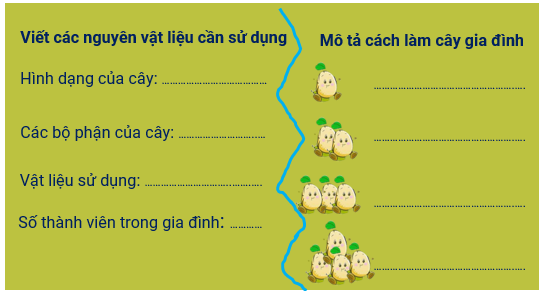 Viết các nguyên vật liệu cần sử dụng
Hình dạng của cây: ........................................
Các bộ phận của cây: .................................
Vật liệu sử dụng: ............................................
Số thành viên trong gia đình: ............
Mô tả cách làm cây gia đình
.........................................................
.........................................................
.........................................................
.........................................................